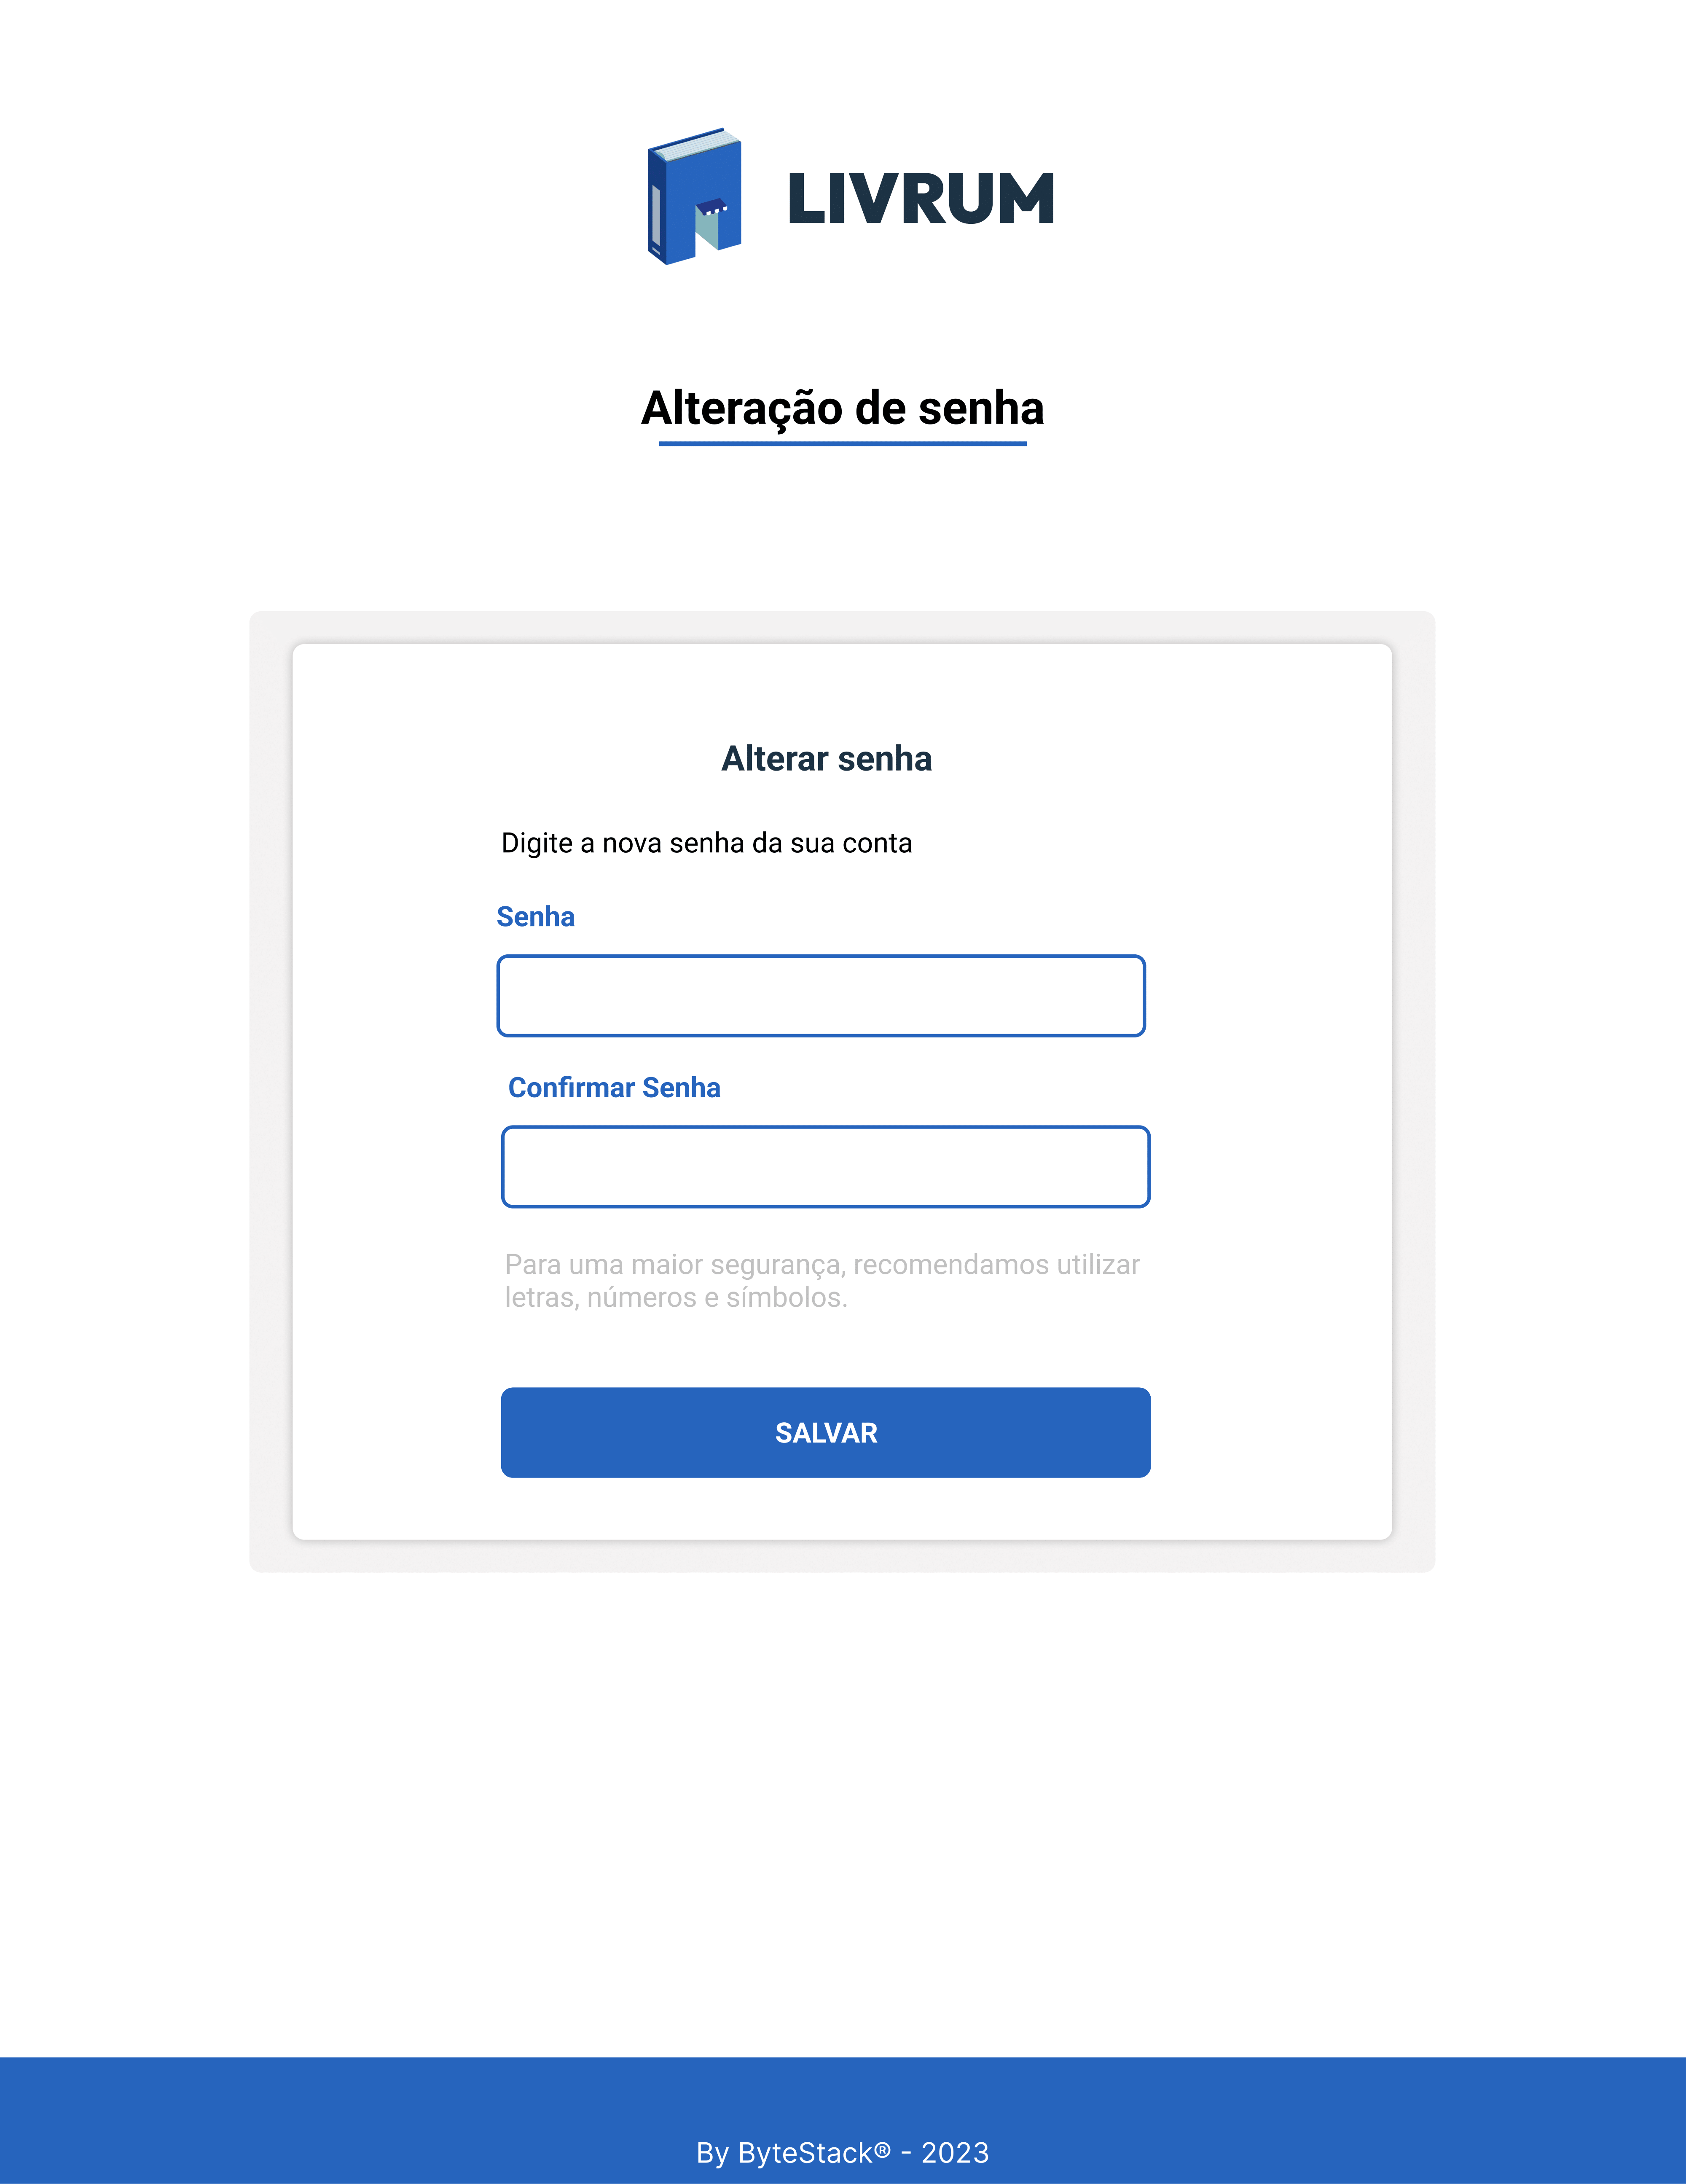 LIVRUM
Alteração de senha
Alterar senha
Digite a nova senha da sua conta
Senha
Confirmar Senha
Para uma maior segurança, recomendamos utilizar
letras, números e símbolos.
SALVAR
By ByteStack® - 2023